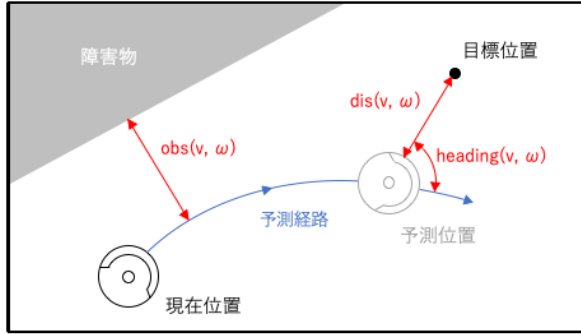 障害物
目標位置
dis(v, ω)
obs(v, ω)
heading(v, ω)
予測経路
予測位置
現在位置